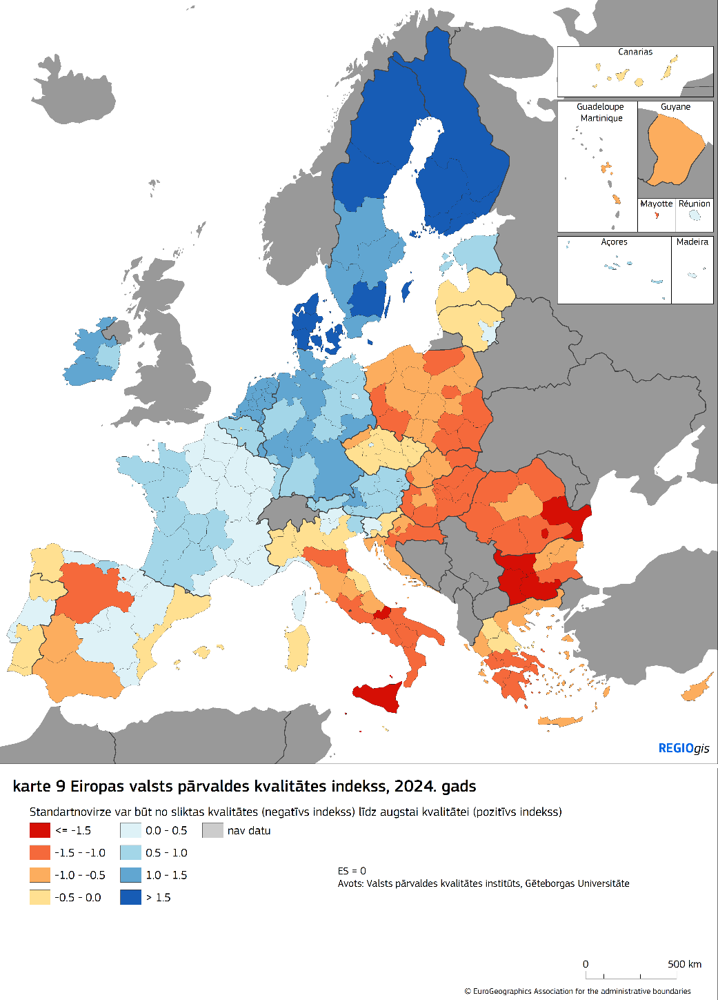 Canarias
Guadeloupe
Martinique
Guyane
Mayotte
Réunion
Açores
Madeira
REGIOgis
karte 9 Eiropas valsts pārvaldes kvalitātes indekss, 2024. gads
Standartnovirze var būt no sliktas kvalitātes (negatīvs indekss) līdz augstai kvalitātei (pozitīvs indekss)
<= -1.5
-1.5 - -1.0
-1.0 - -0.5
-0.5 - 0.0
0.0 - 0.5
0.5 - 1.0
1.0 - 1.5
> 1.5
nav datu
ES = 0
Avots: Valsts pārvaldes kvalitātes institūts, Gēteborgas Universitāte
0 500 km
© EuroGeographics Association for the administrative boundaries